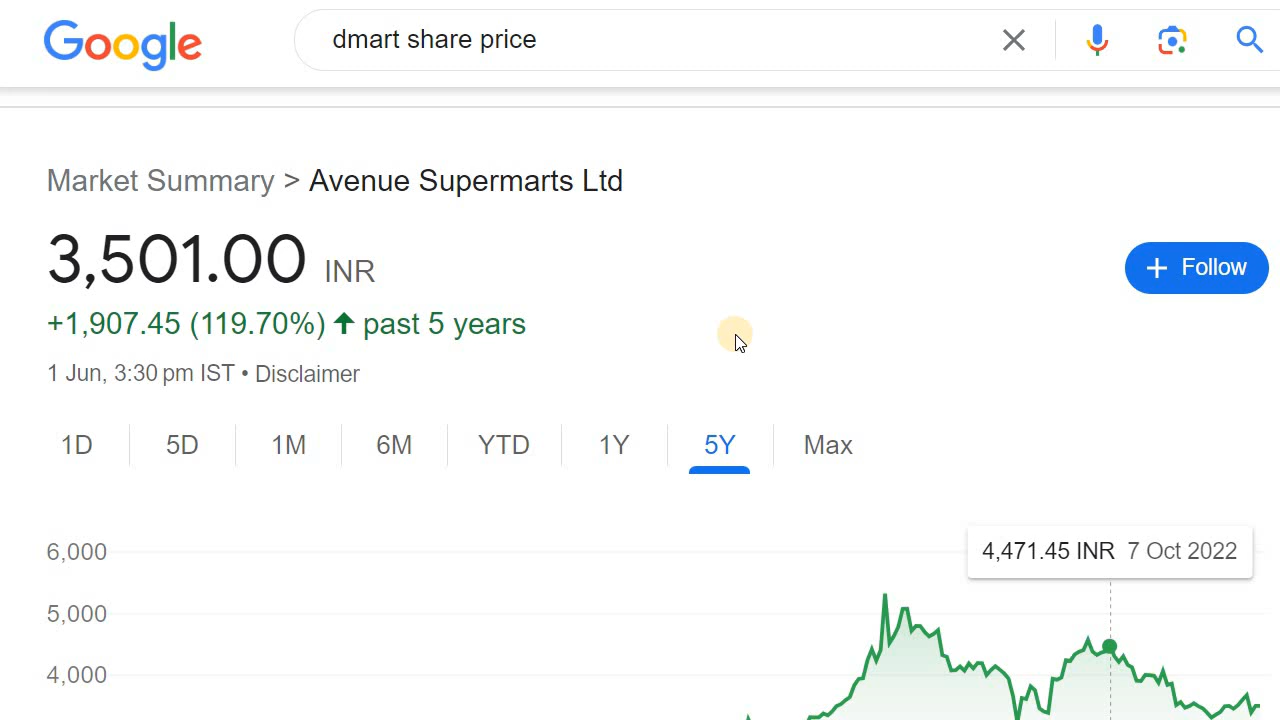 Google
dmart share price
Market Summary > Avenue Supermarts Ltd
3,501.00 INR
+ Follow
+1,907.45 (119.70%) ↑ past 5 years
1 Jun, 3:30 pm IST • Disclaimer
1D 5D 1M 6M YTD 1Y 5Y Max
6,000
4,471.45 INR 7 Oct 2022
5,000
4,000